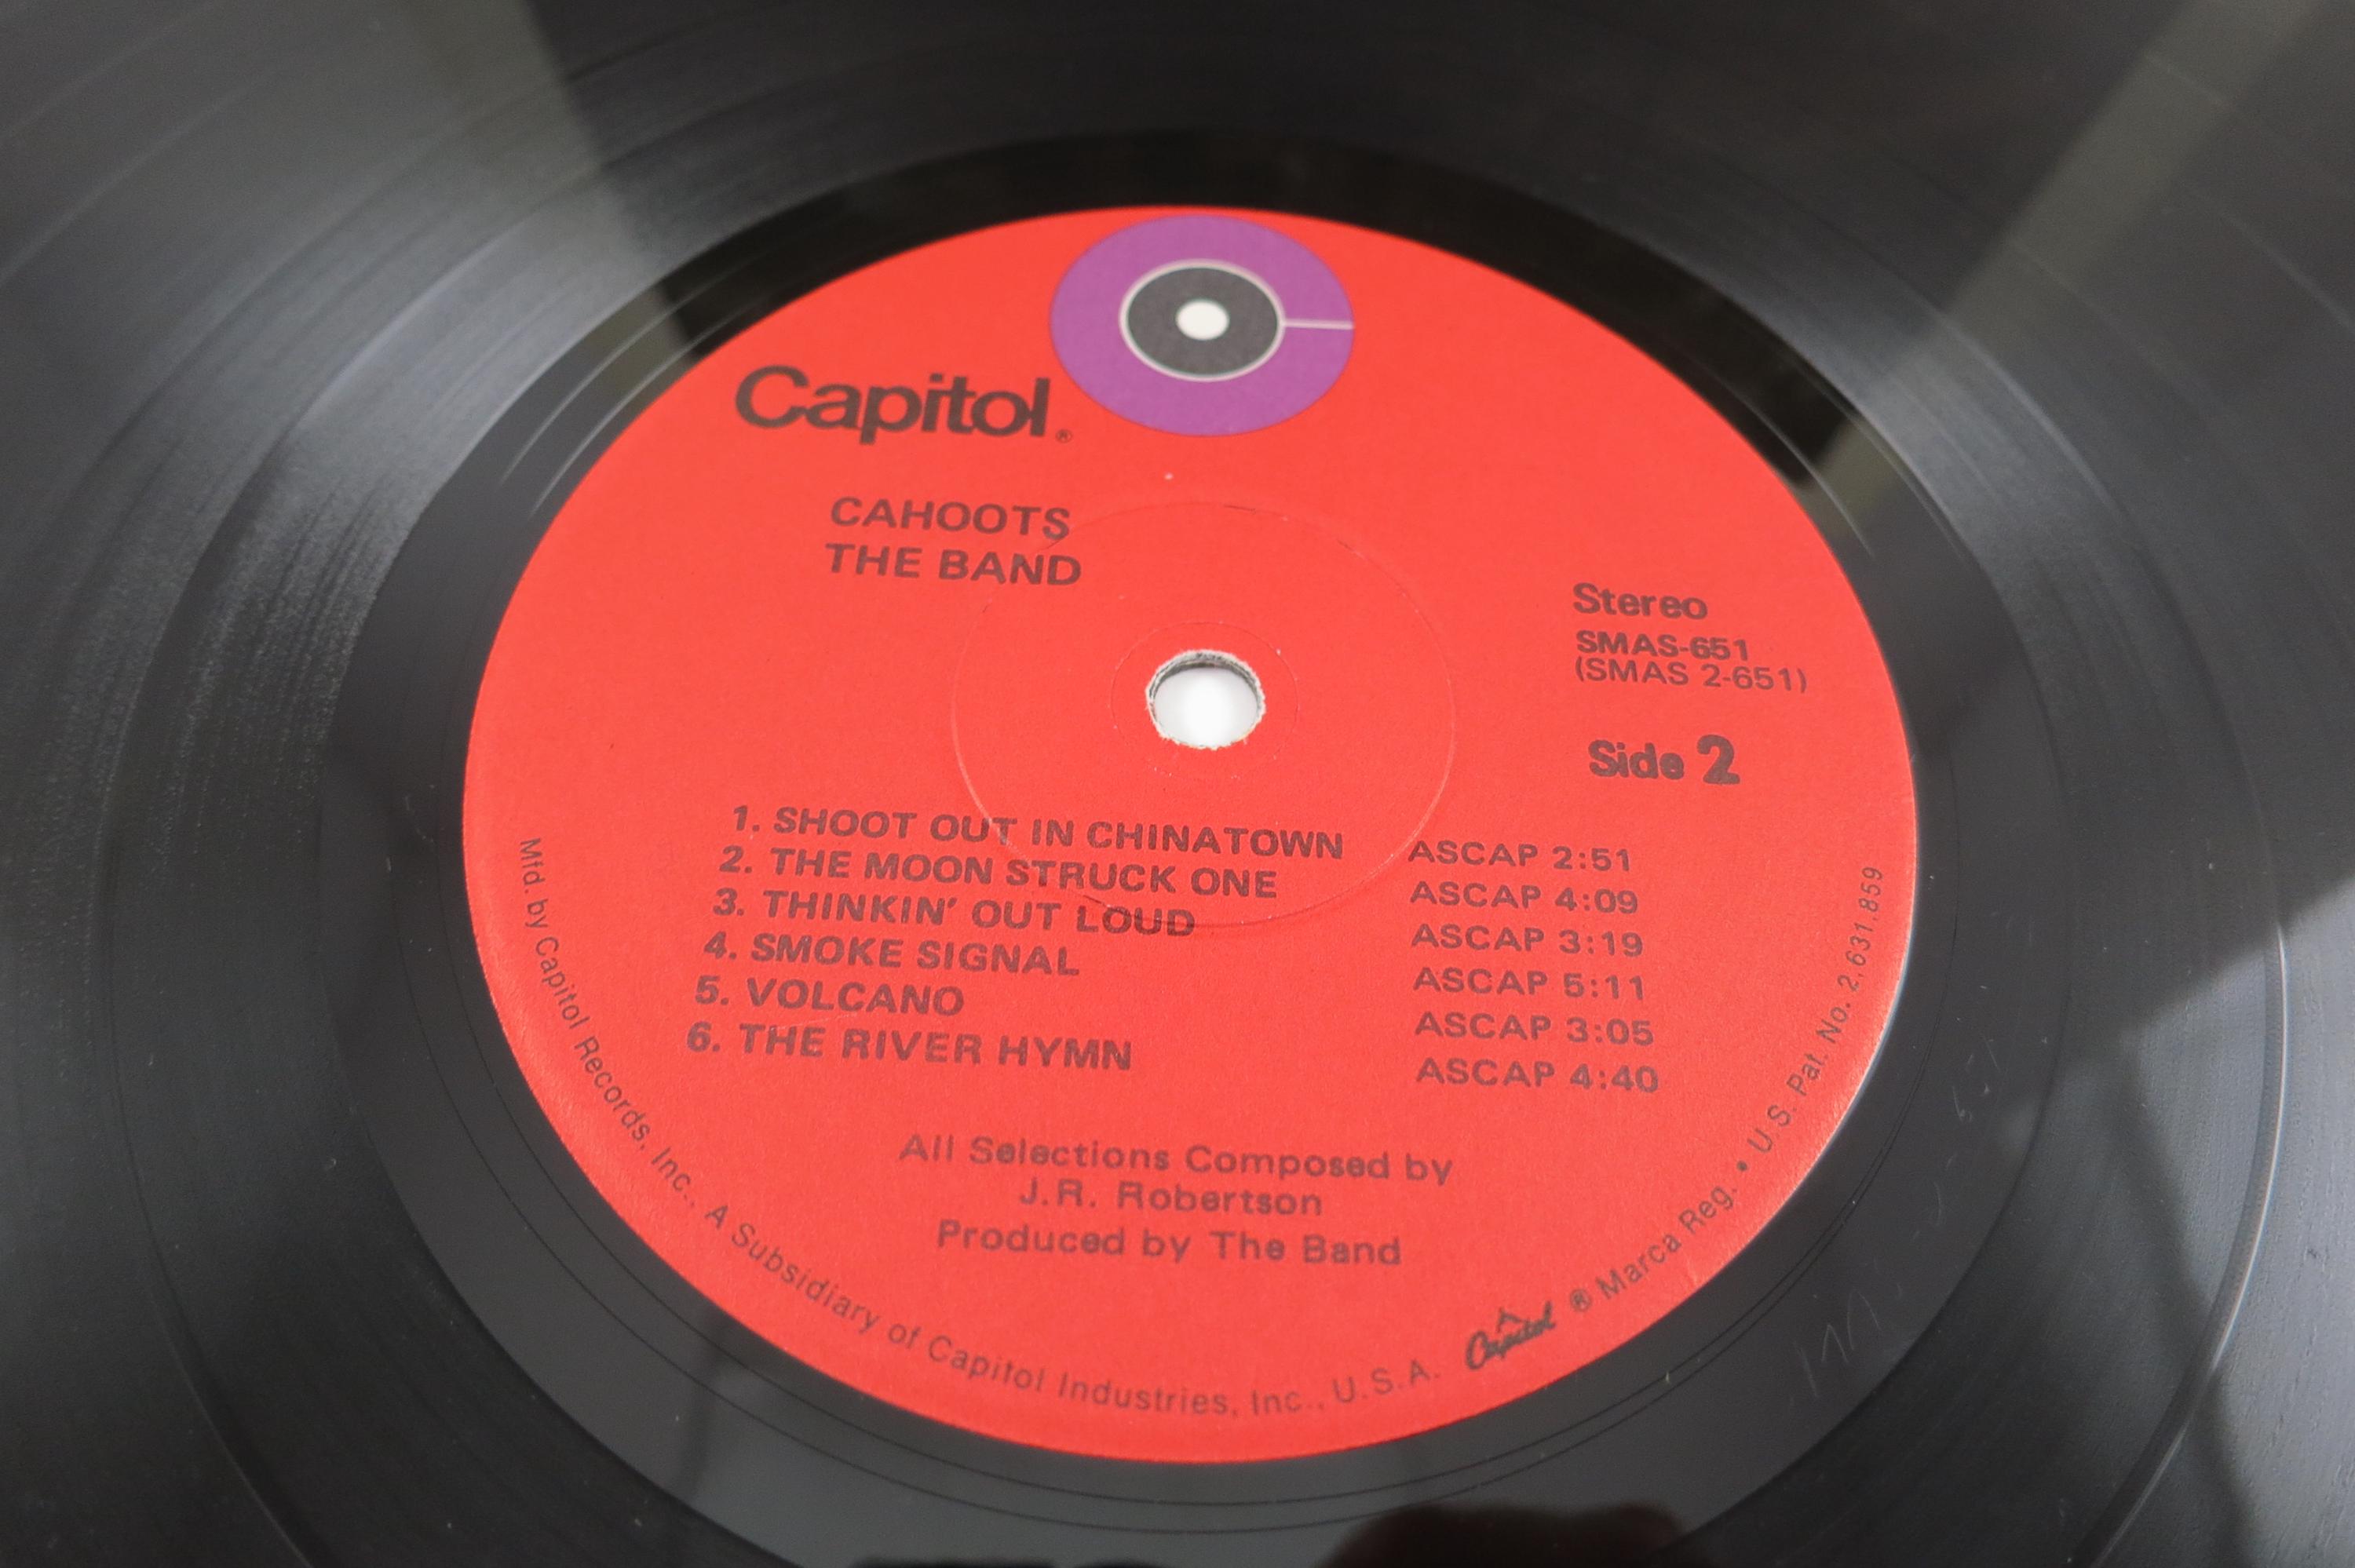 Capitol®
CAHOOTS
THE BAND
Stereo
SMAS-651
(SMAS 2-651)
Side 2
1. SHOOT OUT IN CHINATOWN ASCAP 2:51
2. THE MOON STRUCK ONE ASCAP 4:09
3. THINKIN' OUT LOUD ASCAP 3:19
4. SMOKE SIGNAL ASCAP 5:11
5. VOLCANO ASCAP 3:05
6. THE RIVER HYMN ASCAP 4:40
All Selections Composed by
J.R. Robertson
Produced by The Band
Mfd. by Capitol Records, Inc., A Subsidiary of Capitol Industries, Inc., U.S.A. Capitol ® Marca Reg. • U.S. Pat. No. 2,631,859